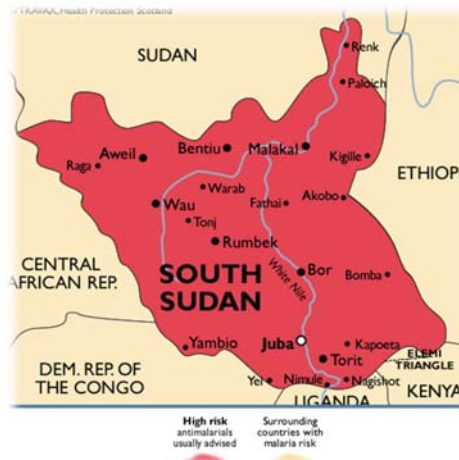 TRAVAX, Health Protection Scotland
Renk
SUDAN
Paloich
Bentiu
Malakal
Aweil
Kigille
Raga
ETHIOP
Warab
Akobo
Wau
Fathai
Tonj
Rumbek
CENTRAL
AFRICAN REP.
SOUTH
SUDAN
White Nile
Bor
Bomba
Juba
Kapoeta
Yambio
ELEMI
TRIANGLE
Torit
DEM. REP. OF
THE CONGO
Yei
Nimule
Nagishot
KENYA
UGANDA
High risk
antimalarials
usually advised
Surrounding
countries with
malaria risk